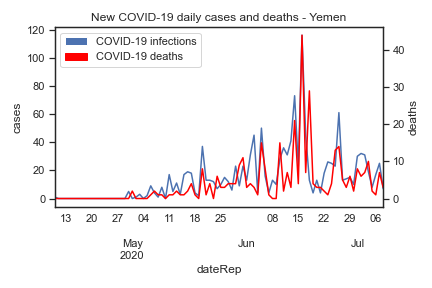 New COVID-19 daily cases and deaths - Yemen
COVID-19 infections
COVID-19 deaths
cases
120
100
80
60
40
20
0
deaths
40
30
20
10
0
13 20 27 04 11 18 25 08 15 22 29 06
May Jun Jul
2020
dateRep